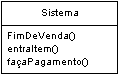 Sistema
FimDeVenda()
entraItem()
façaPagamento()